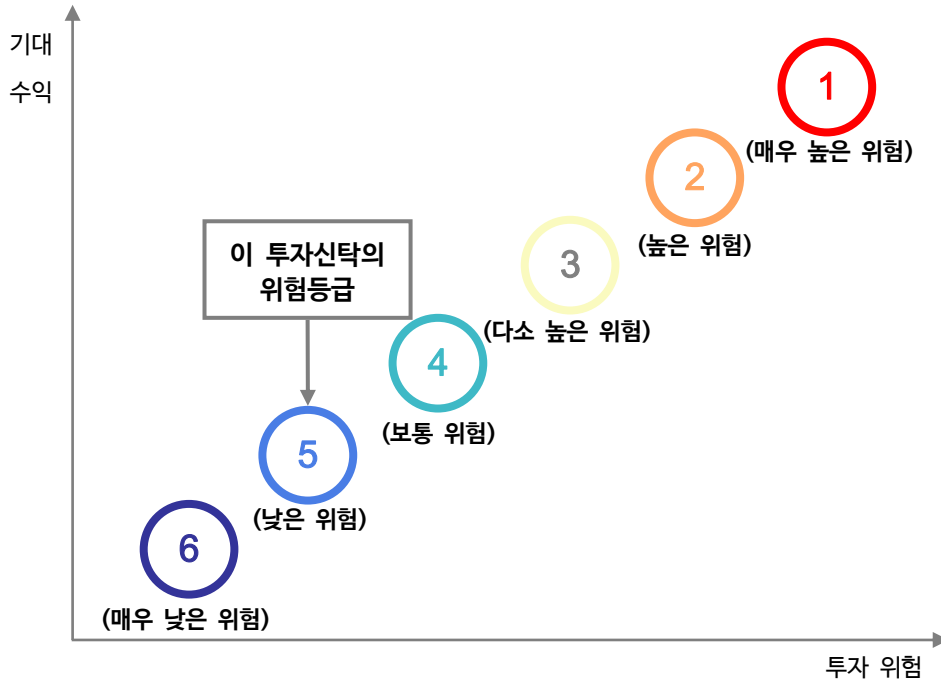 기대
수익
1
(매우 높은 위험)
2
(높은 위험)
이 투자신탁의
위험등급
3
(다소 높은 위험)
4
(보통 위험)
5
(낮은 위험)
6
(매우 낮은 위험)
투자 위험